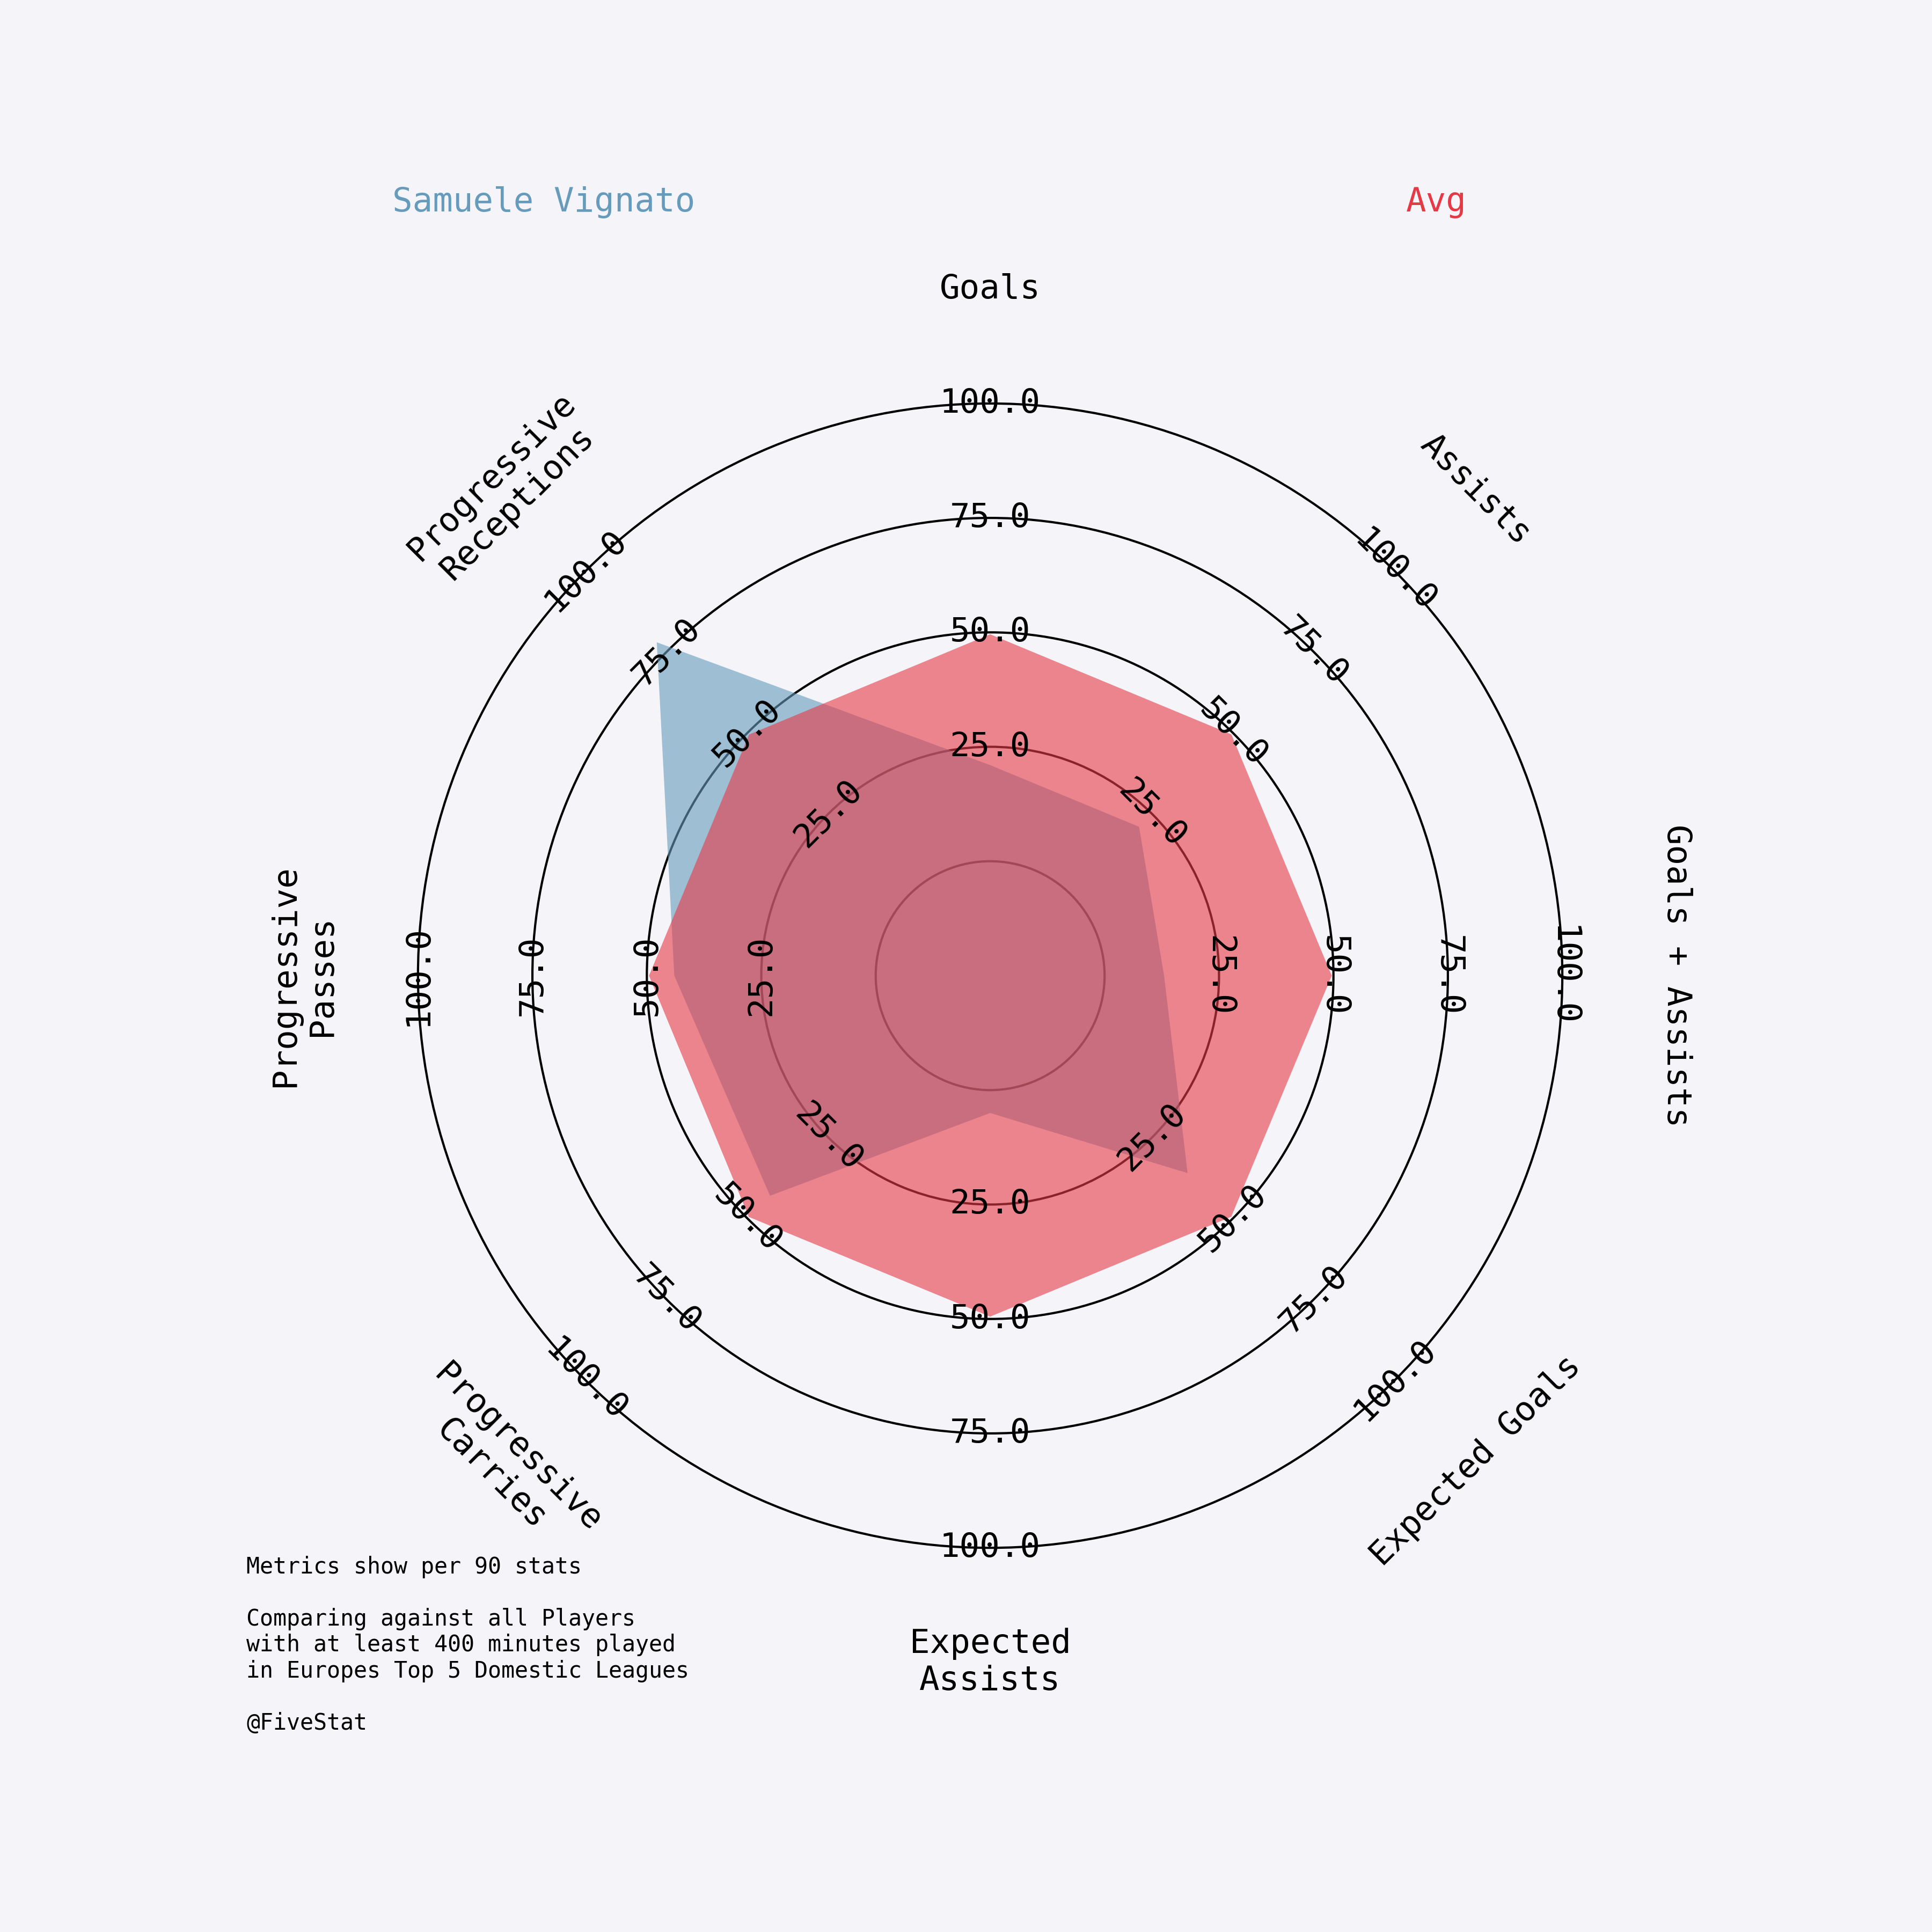 Samuele Vignato
Avg
Goals
Assists
Goals + Assists
Expected Goals
Expected
Assists
Progressive
Carries
Progressive
Passes
Progressive
Receptions
25.0
50.0
75.0
100.0
25.0
50.0
75.0
100.0
25.0
50.0
75.0
100.0
25.0
50.0
75.0
100.0
25.0
50.0
75.0
100.0
25.0
50.0
75.0
100.0
25.0
50.0
75.0
100.0
25.0
50.0
75.0
100.0
Metrics show per 90 stats
Comparing against all Players
with at least 400 minutes played
in Europes Top 5 Domestic Leagues
@FiveStat